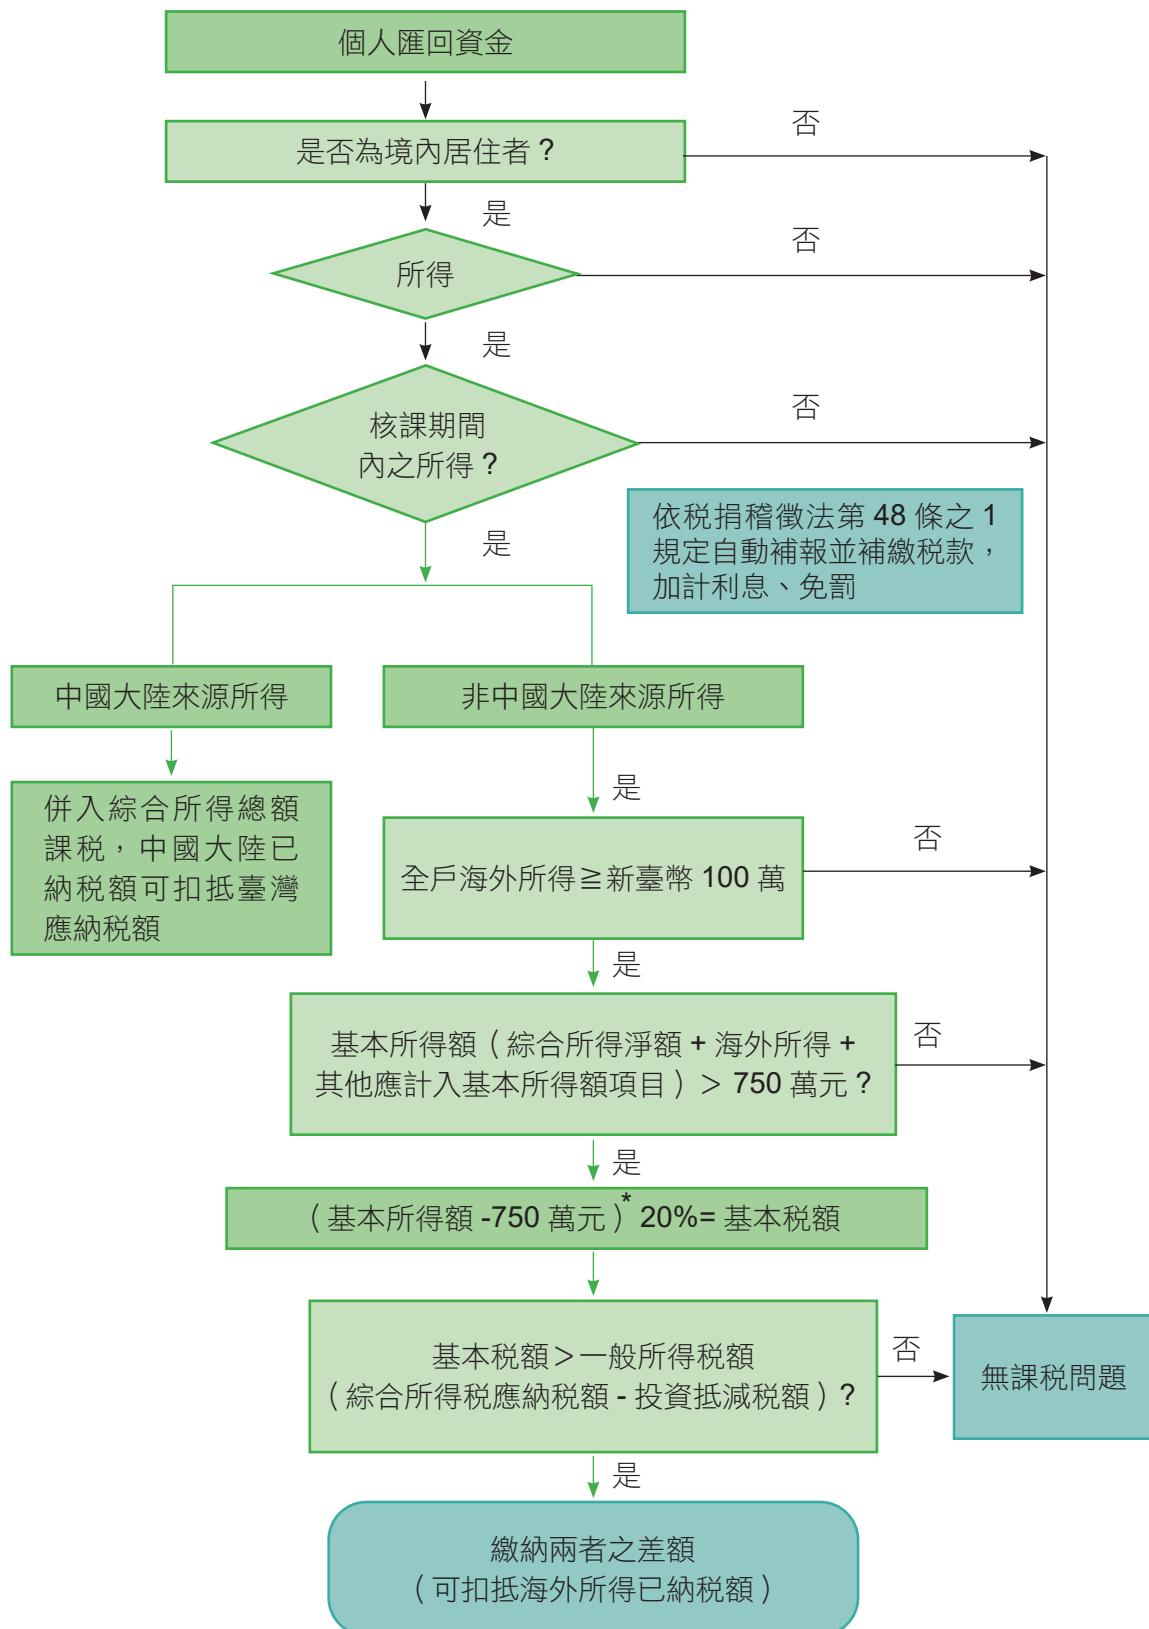 個人匯回資金
是否為境內居住者？
否
是
所得
否
是
核課期間
內之所得？
否
是
依稅捐稽徵法第 48 條之 1
規定自動補報並補繳稅款，
加計利息、免罰
中國大陸來源所得
非中國大陸來源所得
併入綜合所得總額
課稅，中國大陸已
納稅額可扣抵臺灣
應納稅額
是
全戶海外所得≧新臺幣 100 萬
否
是
基本所得額（綜合所得淨額 + 海外所得 +
其他應計入基本所得額項目）＞ 750 萬元？
否
是
（基本所得額 -750 萬元）* 20%= 基本稅額
基本稅額＞一般所得稅額
（綜合所得稅應納稅額 - 投資抵減稅額）？
否
無課稅問題
是
繳納兩者之差額
（可扣抵海外所得已納稅額）